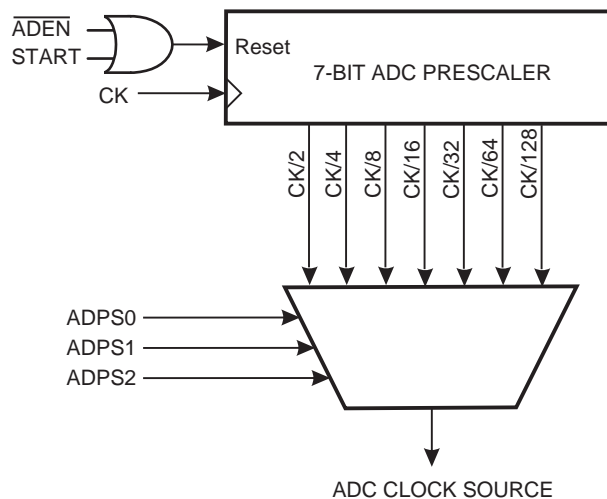 ADEN
START
Reset
7-BIT ADC PRESCALER
CK
CK/2
CK/4
CK/8
CK/16
CK/32
CK/64
CK/128
ADPS0
ADPS1
ADPS2
ADC CLOCK SOURCE